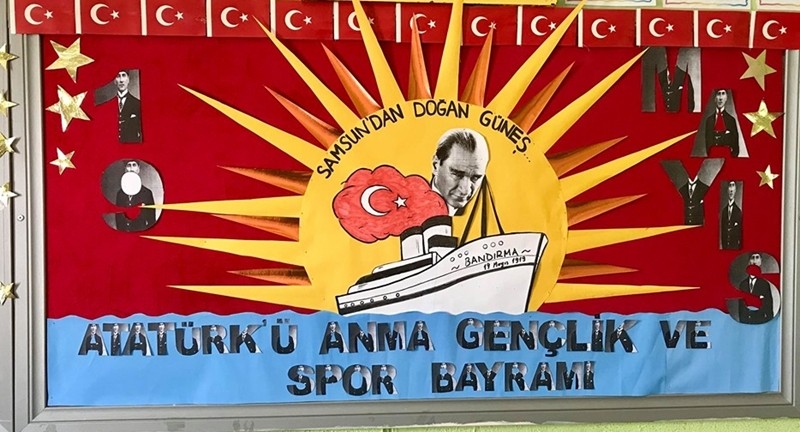 19
MAYIS
SAMSUN'DAN DOĞAN GÜNEŞ...
~ BANDIRMA ~
19 Mayıs 1919
ATATÜRK'Ü ANMA GENÇLİK VE
SPOR BAYRAMI